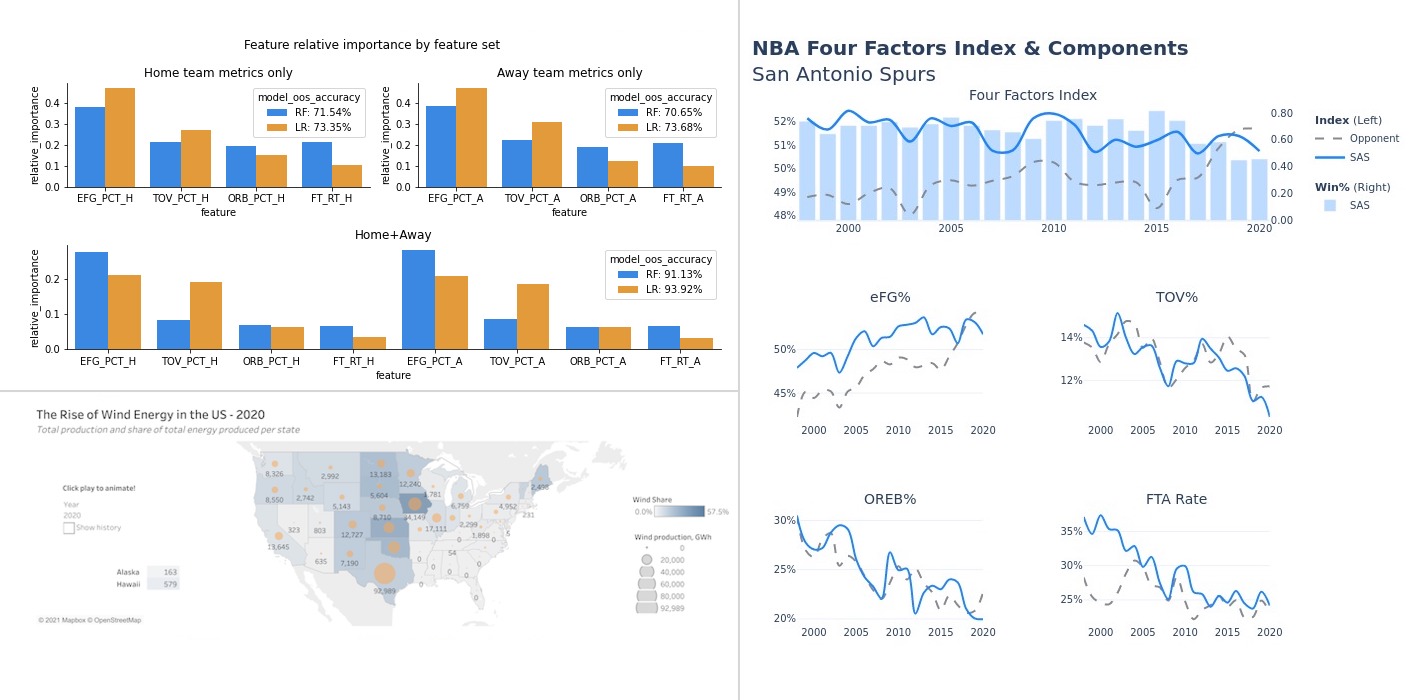 Feature relative importance by feature set
Home team metrics only
relative_importance
0.4
0.3
0.2
0.1
0.0
model_oos_accuracy
RF: 71.54%
LR: 73.35%
EFG_PCT_H TOV_PCT_H ORB_PCT_H FT_RT_H
feature
Away team metrics only
relative_importance
0.4
0.3
0.2
0.1
0.0
model_oos_accuracy
RF: 70.65%
LR: 73.68%
EFG_PCT_A TOV_PCT_A ORB_PCT_A FT_RT_A
feature
Home+Away
relative_importance
0.2
0.1
0.0
model_oos_accuracy
RF: 91.13%
LR: 93.92%
EFG_PCT_H TOV_PCT_H ORB_PCT_H FT_RT_H EFG_PCT_A TOV_PCT_A ORB_PCT_A FT_RT_A
feature
The Rise of Wind Energy in the US - 2020
Total production and share of total energy produced per state
Click play to animate!
Year
2020
Show history
Alaska 163
Hawaii 579
8,326
2,992
13,183
12,240
8,550
2,742
5,604
1,781
2,498
5,143
6,759
4,952
231
8,710
34,149
323
803
12,727
17,111
2,299
1,898
5
13,645
635
7,190
0
0
54
0
0
0
0
0
0
92,989
Wind Share
0.0% 57.5%
Wind production, GWh
0
20,000
40,000
60,000
80,000
92,989
© 2021 Mapbox © OpenStreetMap
NBA Four Factors Index & Components
San Antonio Spurs
Four Factors Index
52%
51%
50%
49%
48%
0.80
0.60
0.40
0.20
0.00
2000 2005 2010 2015 2020
Index (Left)
Opponent
SAS
Win% (Right)
SAS
eFG%
50%
45%
2000 2005 2010 2015 2020
TOV%
14%
12%
2000 2005 2010 2015 2020
OREB%
30%
25%
20%
2000 2005 2010 2015 2020
FTA Rate
35%
30%
25%
2000 2005 2010 2015 2020